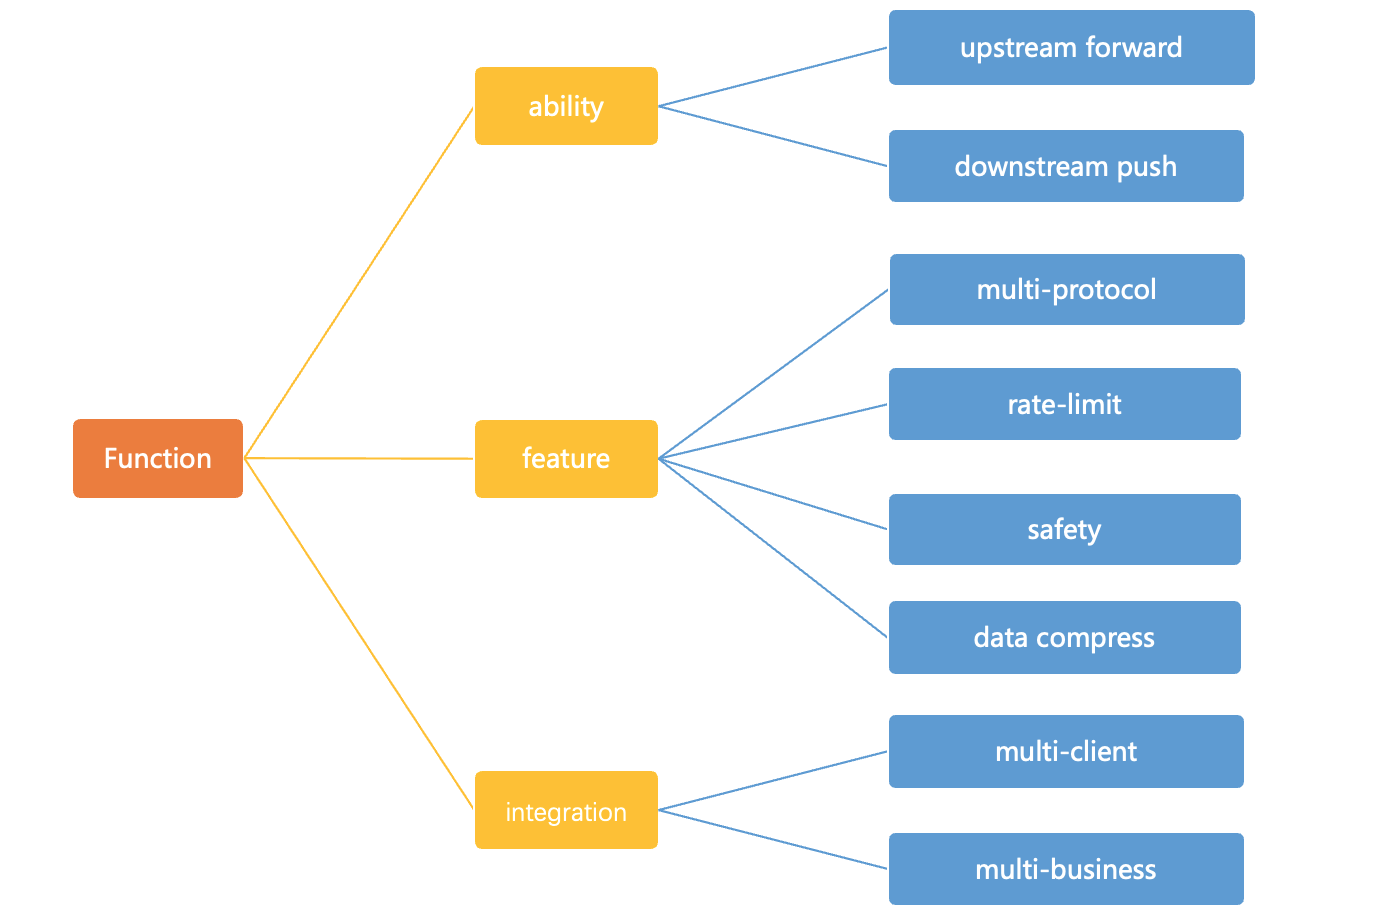 upstream forward
ability
downstream push
multi-protocol
rate-limit
Function
feature
safety
data compress
multi-client
integration
multi-business